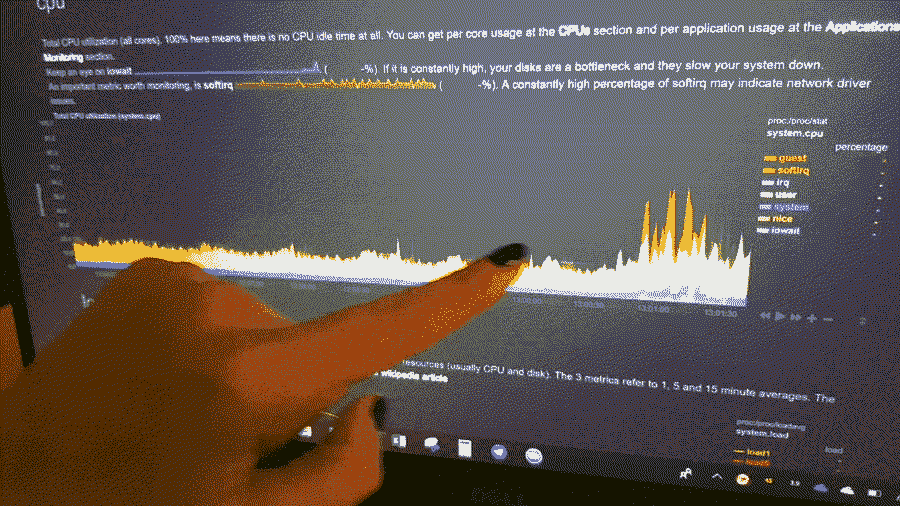 cpu
Total CPU utilization (all cores). 100% here means there is no CPU idle time at all. You can get per core usage at the CPUs section and per application usage at the Applications
Monitoring section.
Keep an eye on iowait ( -%). If it is constantly high, your disks are a bottleneck and they slow your system down.
An important metric worth monitoring, is softirq ( -%). A constantly high percentage of softirq may indicate network driver
issues.
Total CPU utilization (system.cpu)
proc:/proc/stat
system.cpu
percentage
guest
softirq
irq
user
system
nice
iowait
13:01:00 13:01:30
resources (usually CPU and disk). The 3 metrics refer to 1, 5 and 15 minute averages. The
wikipedia article
proc:/proc/loadavg
system.load
load
load1
load5